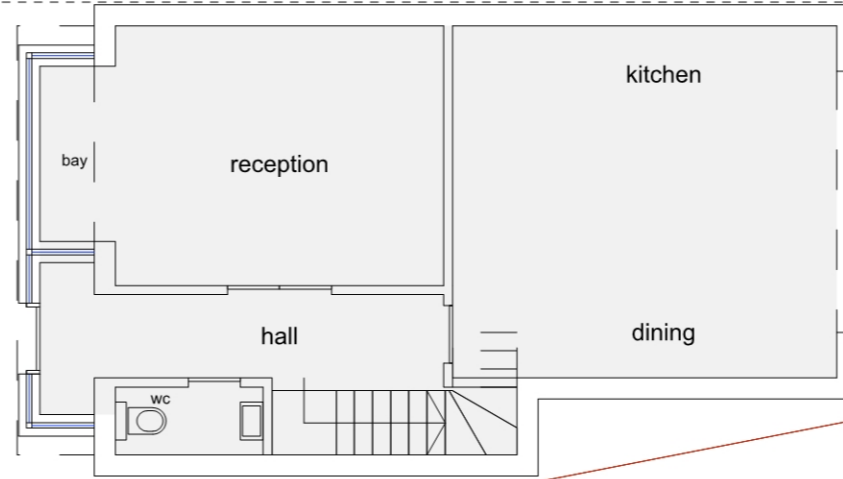 kitchen
bay
reception
hall
dining
wc